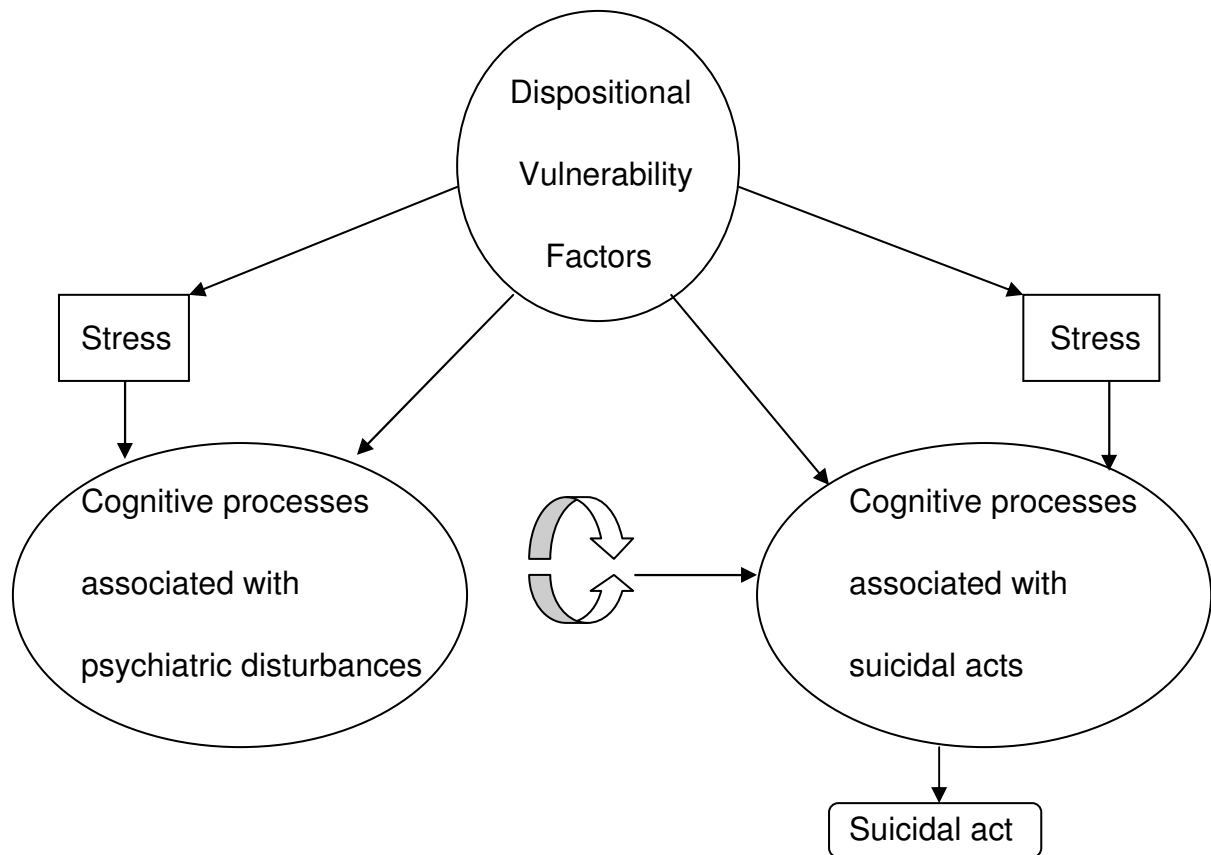 Dispositional
Vulnerability
Factors
Stress
Stress
Cognitive processes
associated with
psychiatric disturbances
Cognitive processes
associated with
suicidal acts
Suicidal act